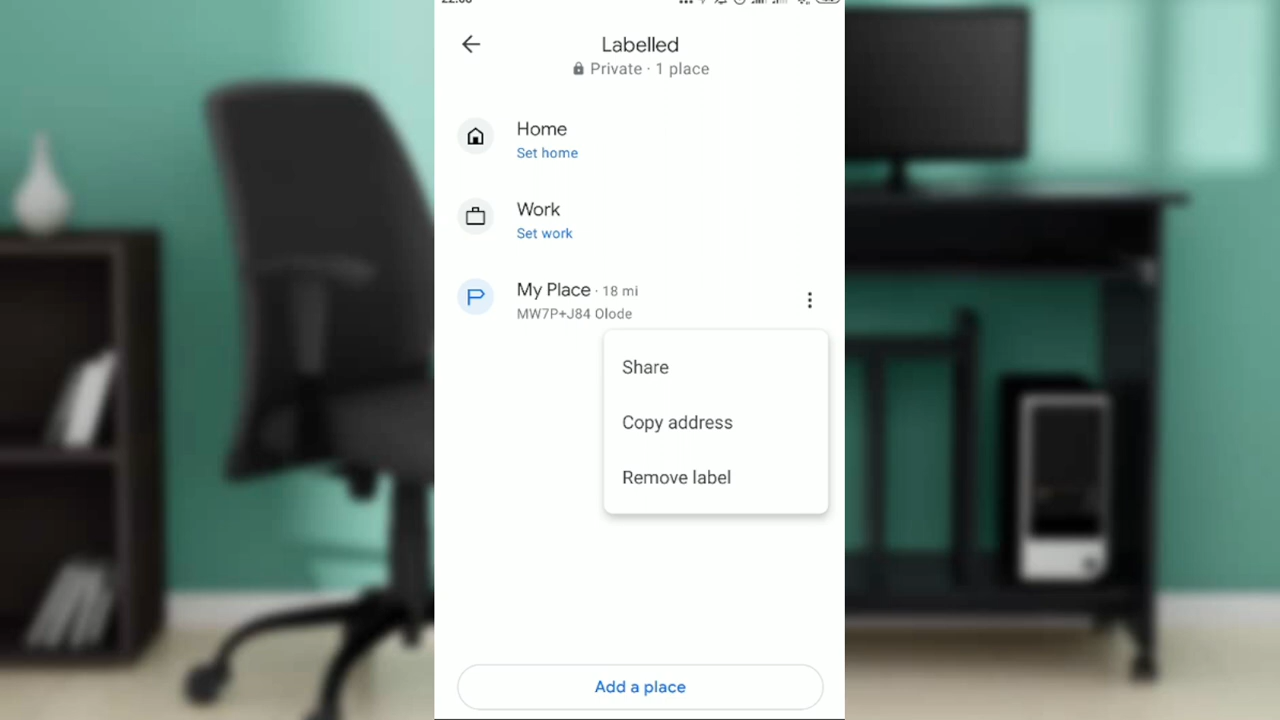 Labelled
Private · 1 place
Home
Set home
Work
Set work
My Place · 18 mi
MW7P+J84 Olode
Share
Copy address
Remove label
Add a place